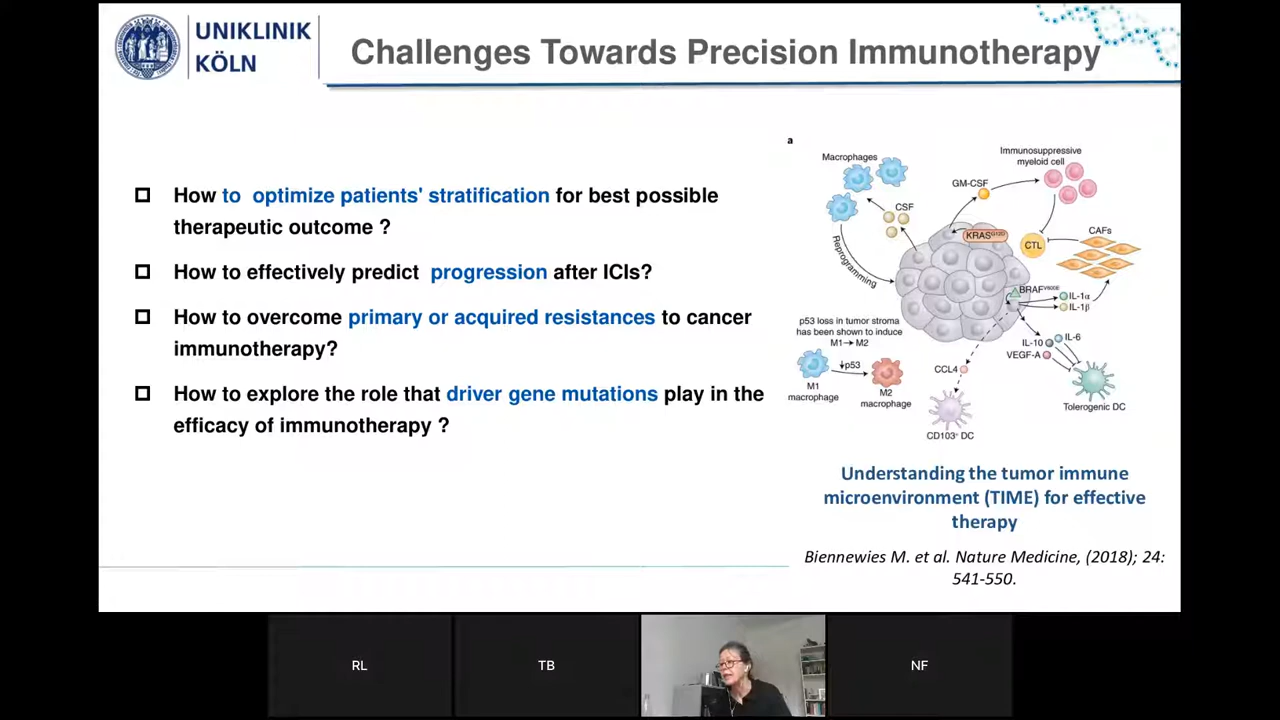 UNIKLINIK
KÖLN
Challenges Towards Precision Immunotherapy
How to optimize patients' stratification for best possible
therapeutic outcome ?
How to effectively predict progression after ICIs?
How to overcome primary or acquired resistances to cancer
immunotherapy?
How to explore the role that driver gene mutations play in the
efficacy of immunotherapy ?
a
Macrophages
Immunosuppressive
myeloid cell
GM-CSF
CSF
KRASG12D
CTL
CAFs
Reprogramming
BRAFV600E
IL-1α
IL-1β
p53 loss in tumor stroma
has been shown to induce
M1→ M2
↓p53
M1
macrophage
M2
macrophage
IL-10
IL-6
VEGF-A
CCL4
Tolerogenic DC
CD103+ DC
Understanding the tumor immune
microenvironment (TIME) for effective
therapy
Biennewies M. et al. Nature Medicine, (2018); 24:
541-550.
RL
TB
NF